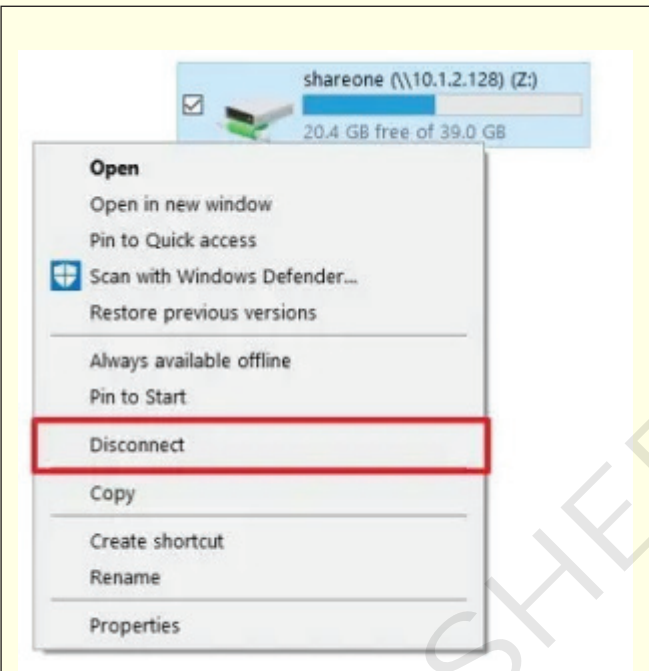 shareone (\\10.1.2.128) (Z:)
20.4 GB free of 39.0 GB
Open
Open in new window
Pin to Quick access
Scan with Windows Defender...
Restore previous versions
Always available offline
Pin to Start
Disconnect
Copy
Create shortcut
Rename
Properties